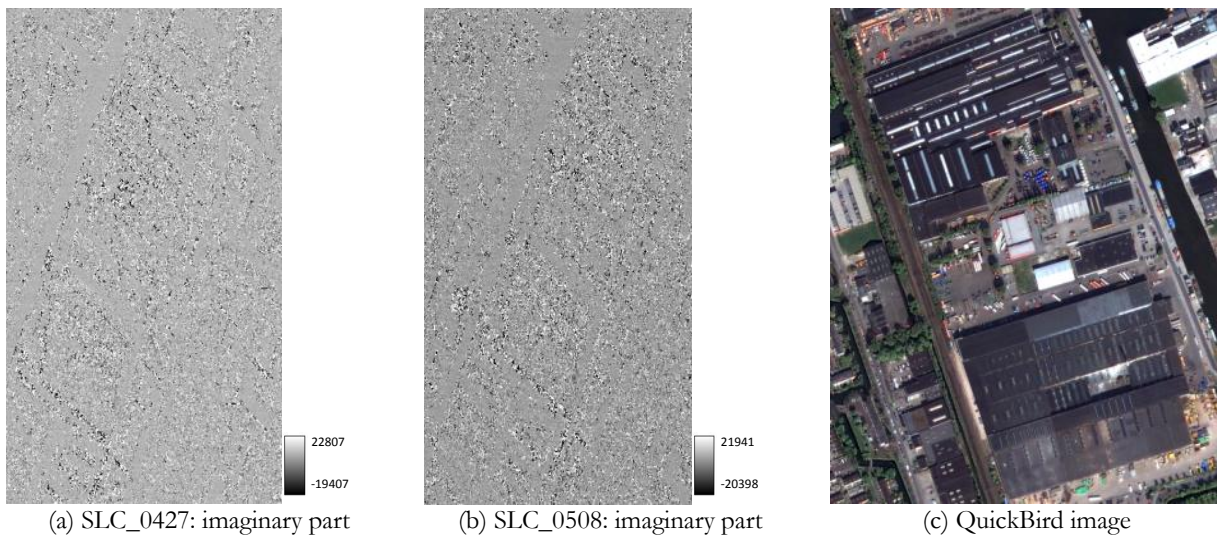 22807
-19407
21941
-20398
(a) SLC_0427: imaginary part
(b) SLC_0508: imaginary part
(c) QuickBird image